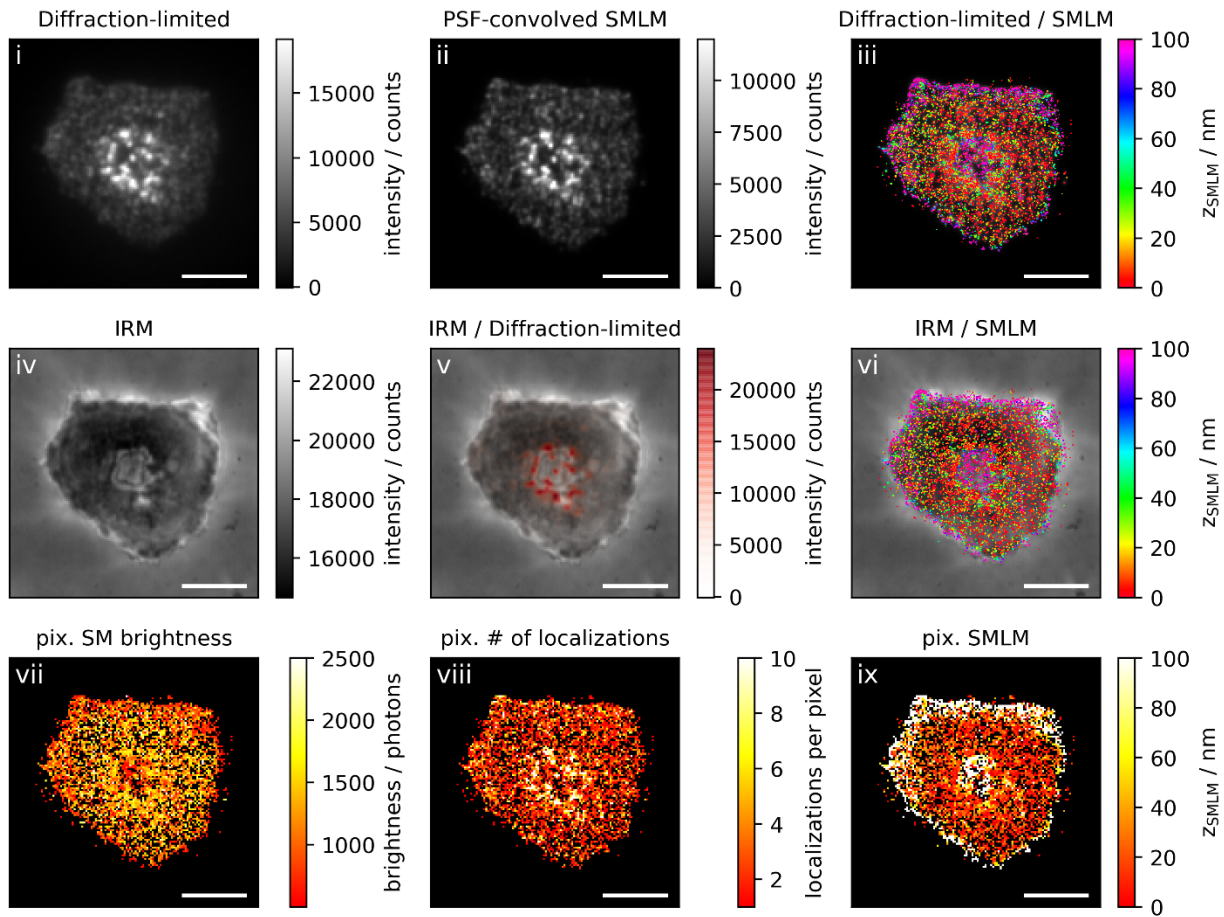 Diffraction-limited
i
15000
10000
5000
0
intensity / counts
PSF-convolved SMLM
ii
10000
7500
5000
2500
0
intensity / counts
Diffraction-limited / SMLM
iii
100
80
60
40
20
0
zSMLM / nm
IRM
iv
22000
20000
18000
16000
intensity / counts
IRM / Diffraction-limited
v
20000
15000
10000
5000
0
intensity / counts
IRM / SMLM
vi
100
80
60
40
20
0
zSMLM / nm
pix. SM brightness
vii
2500
2000
1500
1000
brightness / photons
pix. # of localizations
viii
10
8
6
4
2
localizations per pixel
pix. SMLM
ix
100
80
60
40
20
0
zSMLM / nm